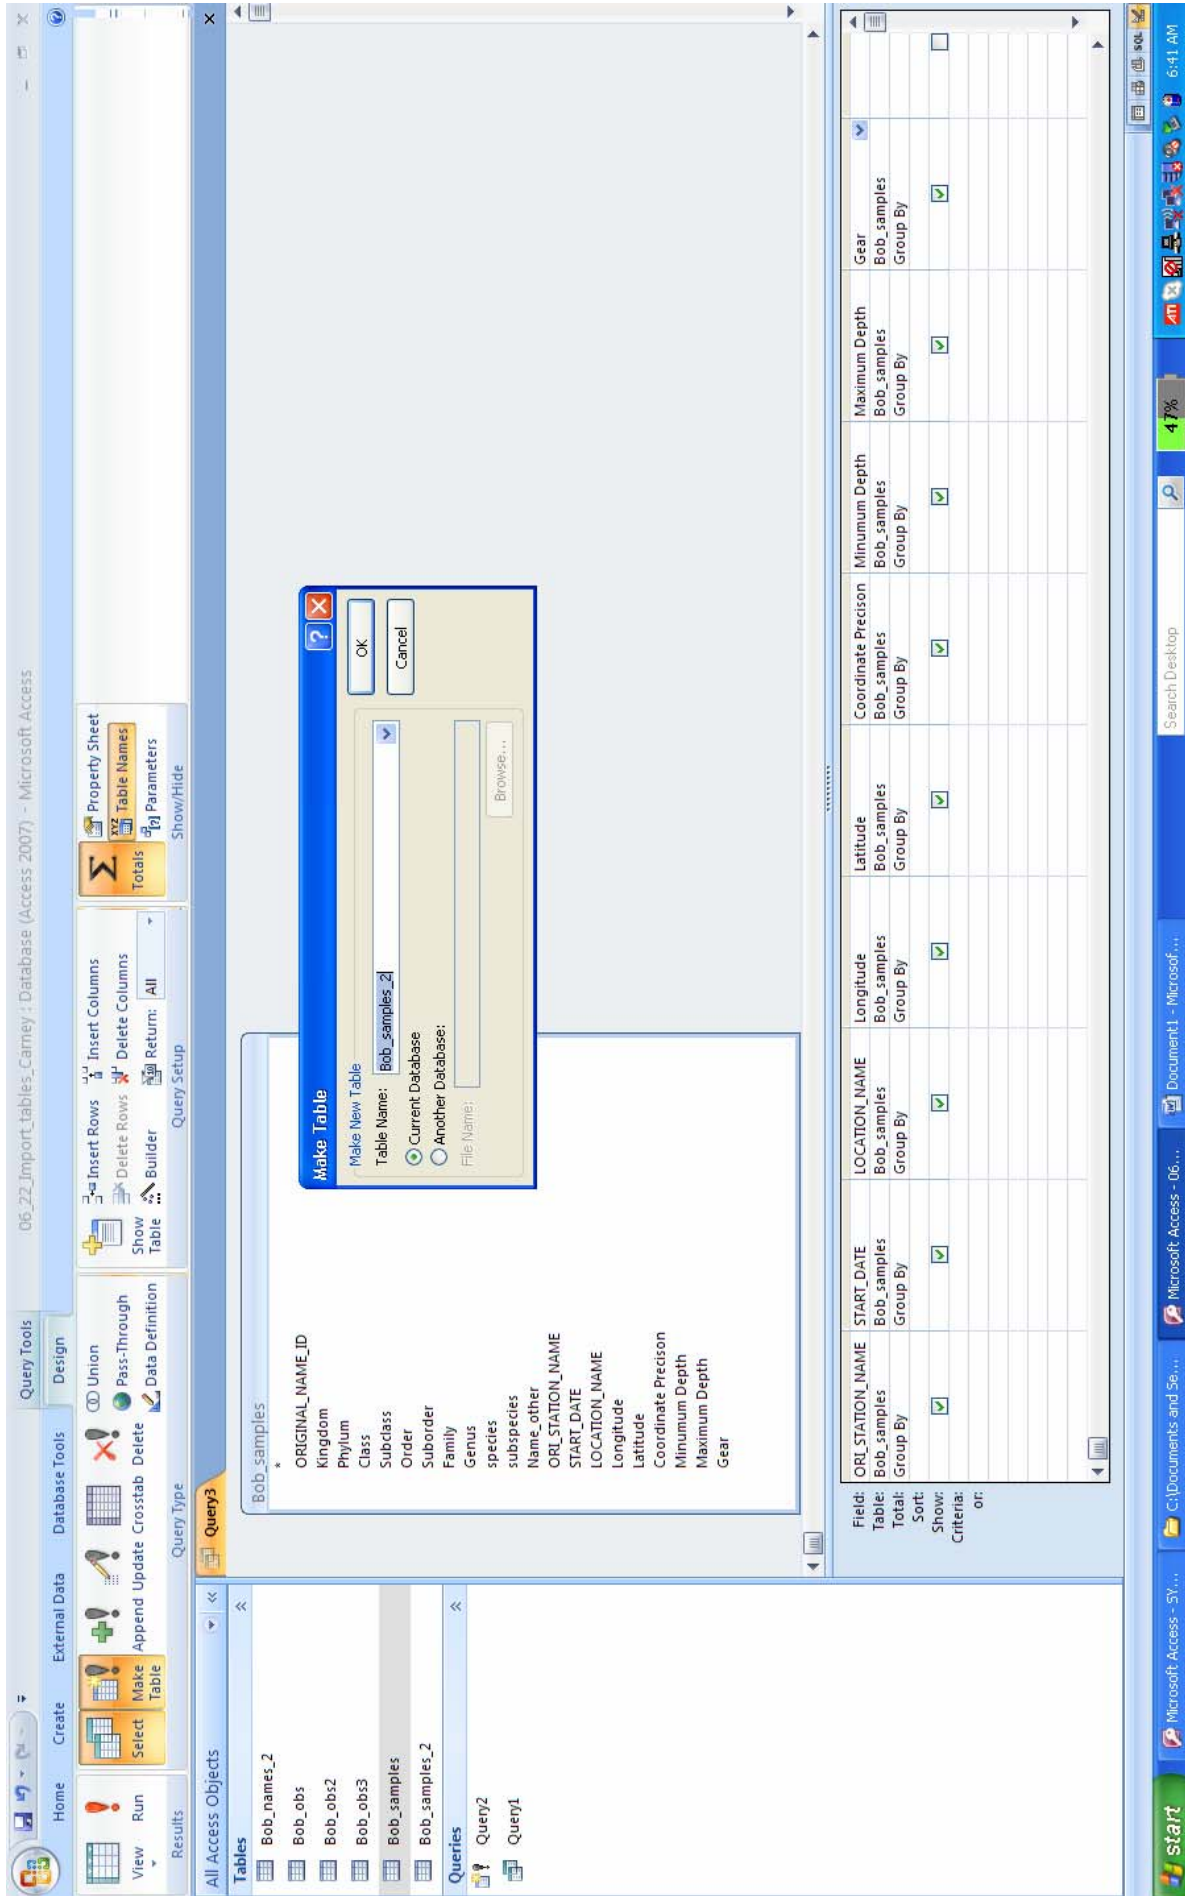 06_22_Import_tables_Carney : Database (Access 2007) - Microsoft Access
Query Tools
Home Create External Data Database Tools Design
View
Run
Results
Select
Make Table
Append
Update
Crosstab
Delete
Union
Pass-Through
Data Definition
Query Type
Show Table
Insert Rows
Delete Rows
Builder
Insert Columns
Delete Columns
Return: All
Query Setup
Σ
Totals
Property Sheet
XYZ Table Names
[?] Parameters
Show/Hide
All Access Objects
Tables
Bob_names_2
Bob_obs
Bob_obs2
Bob_obs3
Bob_samples
Bob_samples_2
Queries
Query2
Query1
Query3
Bob_samples
*
ORIGINAL_NAME_ID
Kingdom
Phylum
Class
Subclass
Order
Suborder
Family
Genus
species
subspecies
Name_other
ORI_STATION_NAME
START_DATE
LOCATION_NAME
Longitude
Latitude
Coordinate Precison
Minumum Depth
Maximum Depth
Gear
Make Table
Make New Table
Table Name: Bob_samples_2
Current Database
Another Database:
File Name:
Browse...
OK
Cancel
Field: ORI_STATION_NAME START_DATE LOCATION_NAME Longitude Latitude Coordinate Precison Minumum Depth Maximum Depth Gear
Table: Bob_samples Bob_samples Bob_samples Bob_samples Bob_samples Bob_samples Bob_samples Bob_samples Bob_samples
Total: Group By Group By Group By Group By Group By Group By Group By Group By Group By
Sort:
Show:
Criteria:
or:
SQL
start
Microsoft Access - SY...
C:\Documents and Se...
Microsoft Access - 06...
Document1 - Microsof...
Search Desktop
47%
ATI
6:41 AM